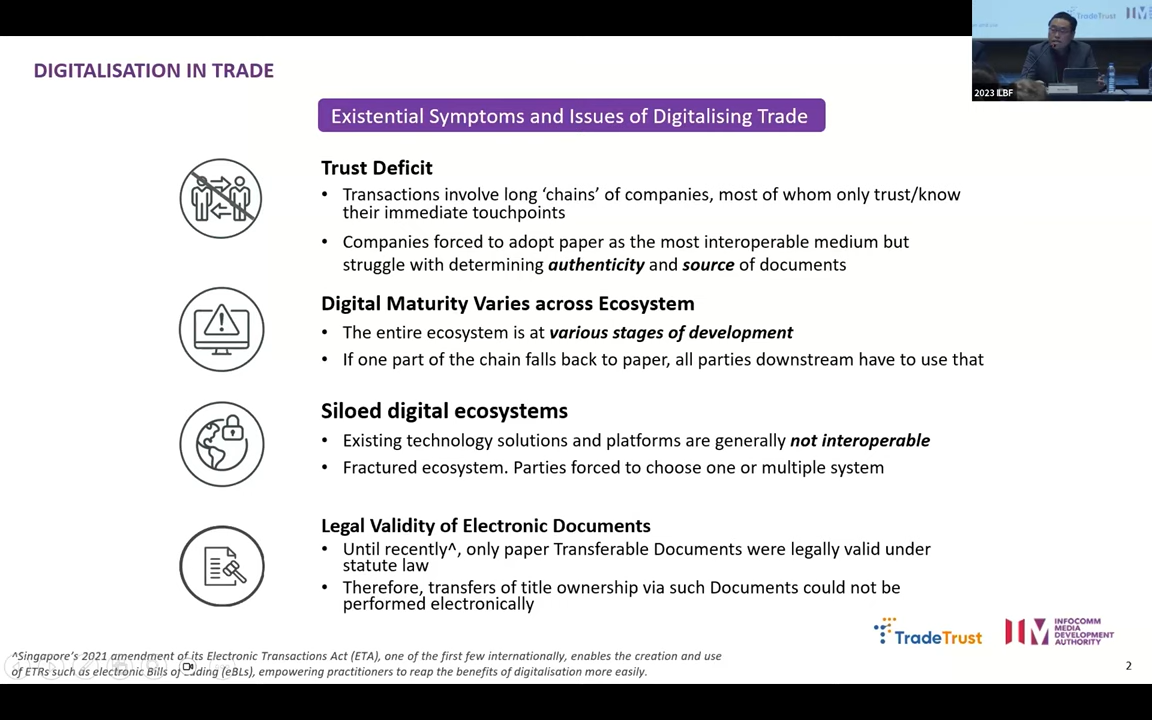 TradeTrust
2023 ILBF
DIGITALISATION IN TRADE
Existential Symptoms and Issues of Digitalising Trade
Trust Deficit
• Transactions involve long ‘chains’ of companies, most of whom only trust/know
their immediate touchpoints
• Companies forced to adopt paper as the most interoperable medium but
struggle with determining authenticity and source of documents
Digital Maturity Varies across Ecosystem
• The entire ecosystem is at various stages of development
• If one part of the chain falls back to paper, all parties downstream have to use that
Siloed digital ecosystems
• Existing technology solutions and platforms are generally not interoperable
• Fractured ecosystem. Parties forced to choose one or multiple system
Legal Validity of Electronic Documents
• Until recently^, only paper Transferable Documents were legally valid under
statute law
• Therefore, transfers of title ownership via such Documents could not be
performed electronically
TradeTrust
INFOCOMM
MEDIA
DEVELOPMENT
AUTHORITY
^Singapore’s 2021 amendment of its Electronic Transactions Act (ETA), one of the first few internationally, enables the creation and use
of ETRs such as electronic Bills of Lading (eBLs), empowering practitioners to reap the benefits of digitalisation more easily.
2